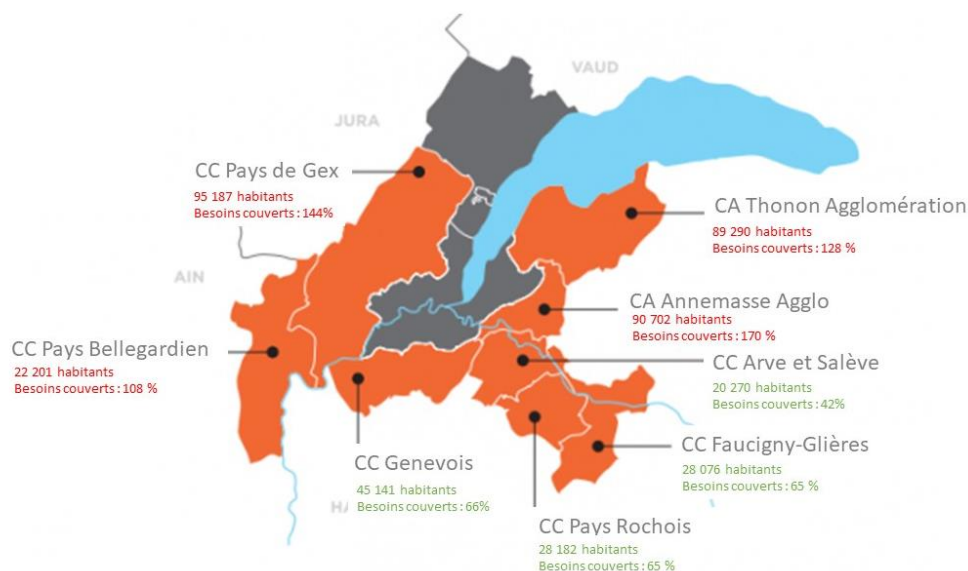 VAUD
JURA
CC Pays de Gex
95 187 habitants
Besoins couverts : 144%
CA Thonon Agglomération
89 290 habitants
Besoins couverts : 128 %
AIN
CA Annemasse Agglo
90 702 habitants
Besoins couverts : 170 %
CC Pays Bellegardien
22 201 habitants
Besoins couverts : 108 %
CC Arve et Salève
20 270 habitants
Besoins couverts : 42%
CC Faucigny-Glières
28 076 habitants
Besoins couverts : 65 %
CC Genevois
45 141 habitants
Besoins couverts : 66%
CC Pays Rochois
28 182 habitants
Besoins couverts : 65 %